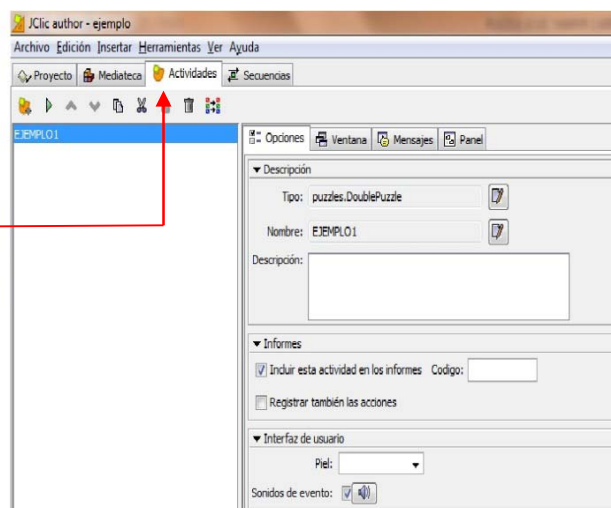 JClic author - ejemplo
Archivo Edición Insertar Herramientas Ver Ayuda
Proyecto Mediateca Actividades Secuencias
EJEMPLO1
Opciones Ventana Mensajes Panel
Descripción
Tipo: puzzles.DoublePuzzle
Nombre: EJEMPLO1
Descripción:
Informes
Incluir esta actividad en los informes Codigo:
Registrar también las acciones
Interfaz de usuario
Piel:
Sonidos de evento: